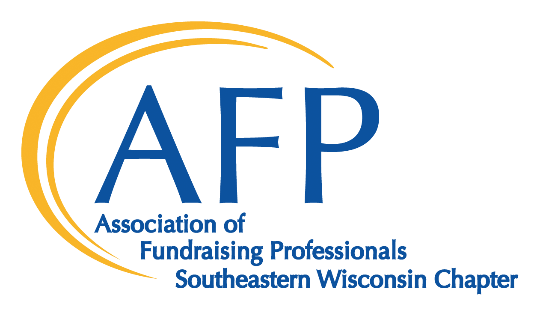 AFP
Association of
Fundraising Professionals
Southeastern Wisconsin Chapter